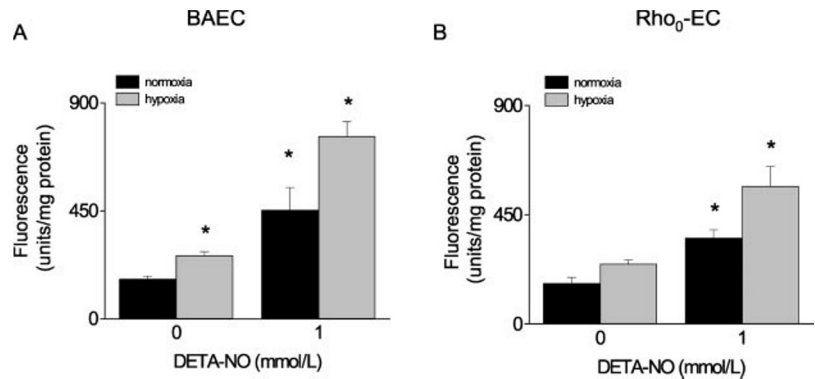 A
BAEC
normoxia
hypoxia
Fluorescence
(units/mg protein)
900
450
0
*
*
*
0
1
DETA-NO (mmol/L)
B
Rho₀-EC
normoxia
hypoxia
Fluorescence
(units/mg protein)
900
450
0
*
*
0
1
DETA-NO (mmol/L)